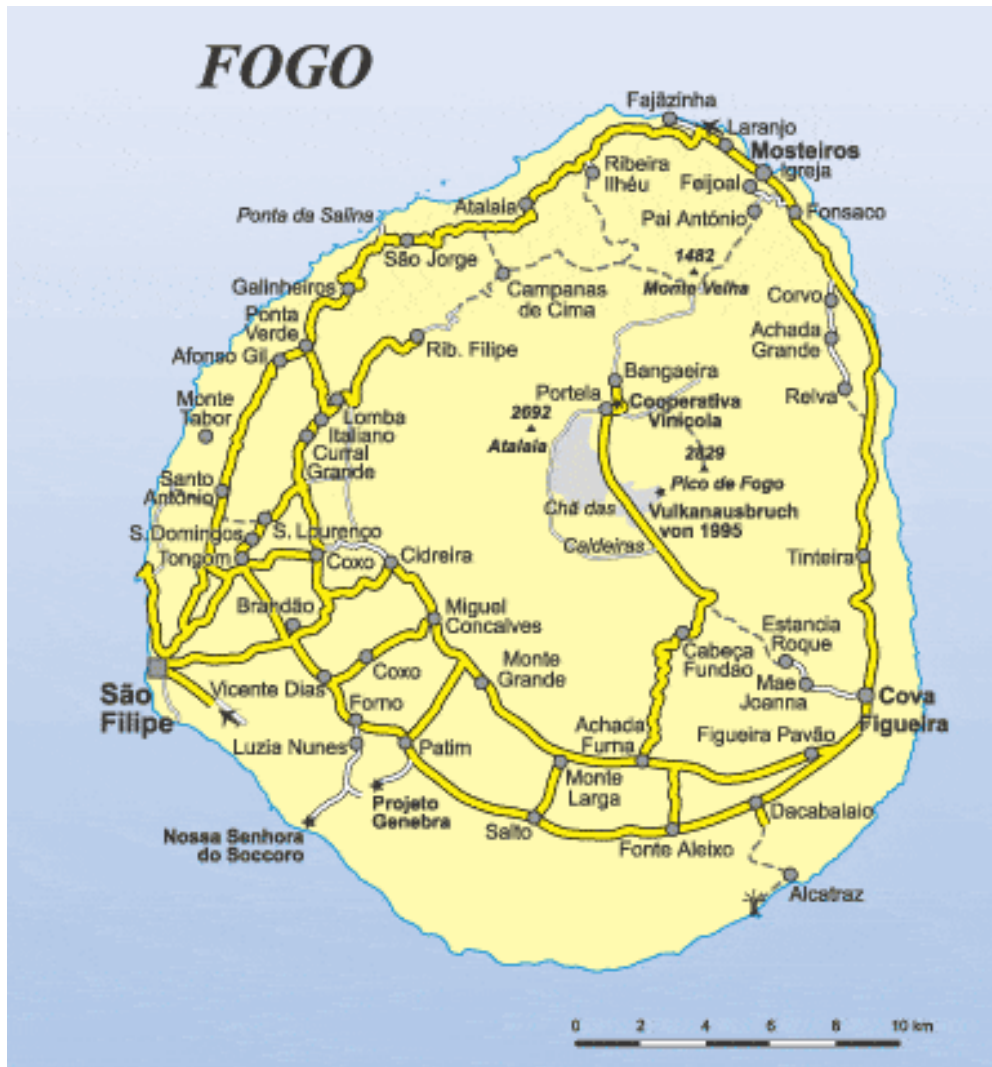 FOGO
Fajãzinha
Laranjo
Mosteiros
Igreja
Ribeira
Ilhéu
Feijoal
Atalaia
Pai António
Fonsaco
Ponta da Salina
São Jorge
1482
Monte Velha
Galinheiros
Campanas
de Cima
Corvo
Ponta
Verde
Achada
Grande
Afonso Gil
Rib. Filipe
Bangaeira
Portela
Relva
Monte
Tabor
Cooperativa
Vinicola
Lomba
Italiano
2692
Atalaia
Curral
Grande
2829
Pico de Fogo
Santo
António
Chã das
Caldeiras
Vulkanausbruch
von 1995
S.Domingos
S. Lourenço
Tongom
Coxo
Cidreira
Tinteira
Brandão
Miguel
Concalves
Estancia
Roque
Cabeça
Fundão
Coxo
Monte
Grande
Mae
Joanna
São
Filipe
Vicente Dias
Cova
Figueira
Forno
Achada
Furna
Figueira Pavão
Luzia Nunes
Patim
Monte
Larga
Projeto
Genebra
Dacabalaio
Nossa Senhora
do Soccoro
Salto
Fonte Aleixo
Alcatraz
0 2 4 6 8 10 km